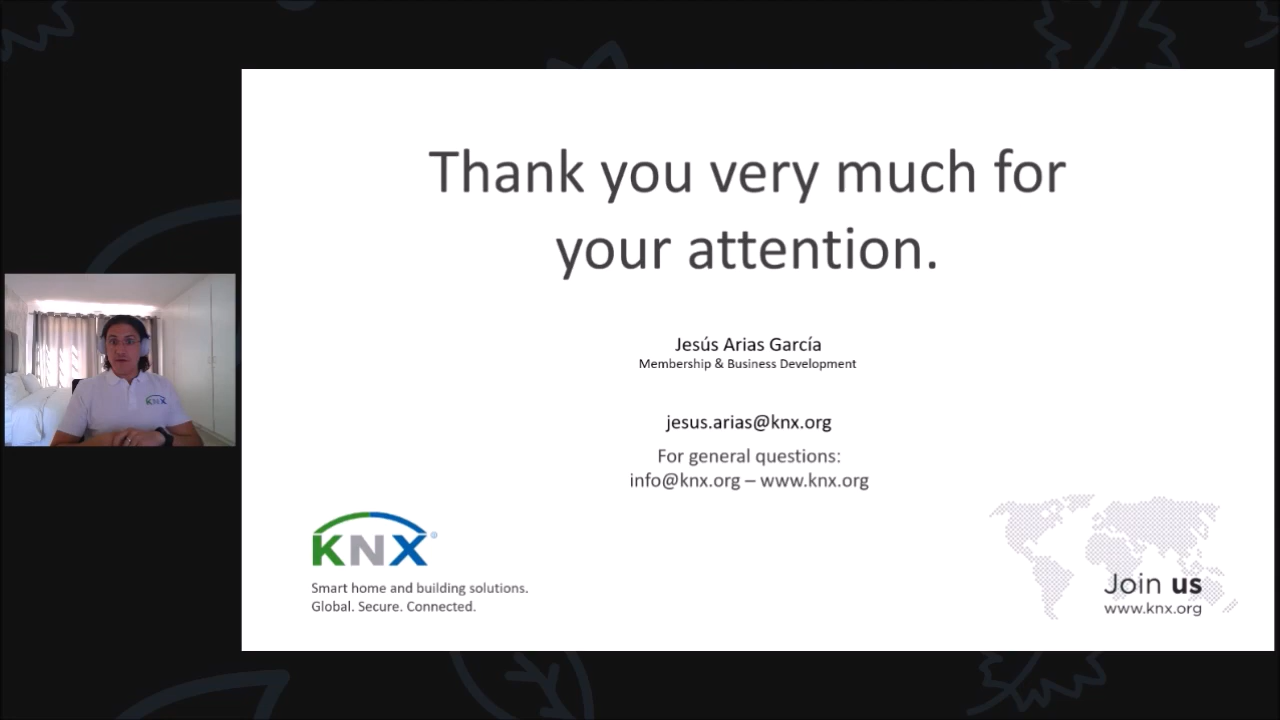 Thank you very much for
your attention.
Jesús Arias García
Membership & Business Development
jesus.arias@knx.org
For general questions:
info@knx.org – www.knx.org
KNX®
Smart home and building solutions.
Global. Secure. Connected.
Join us
www.knx.org
KNX